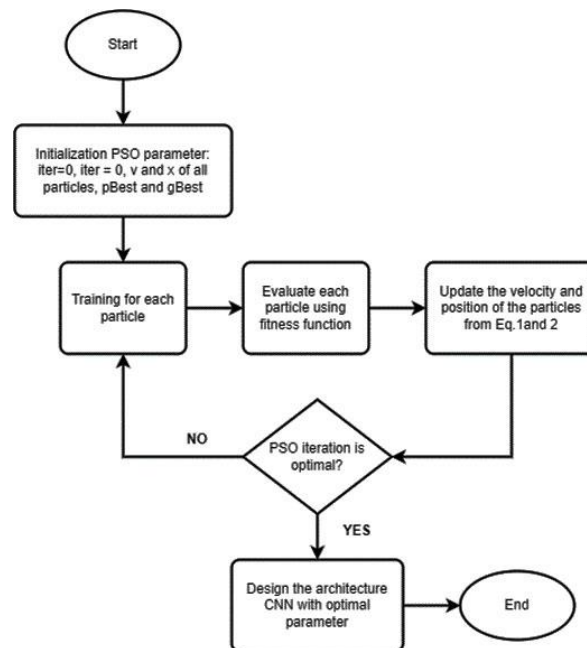 Start
Initialization PSO parameter:
iter=0, iter = 0, v and x of all
particles, pBest and gBest
Training for each
particle
Evaluate each
particle using
fitness function
Update the velocity and
position of the particles
from Eq.1and 2
NO
PSO iteration is
optimal?
YES
Design the architecture
CNN with optimal
parameter
End